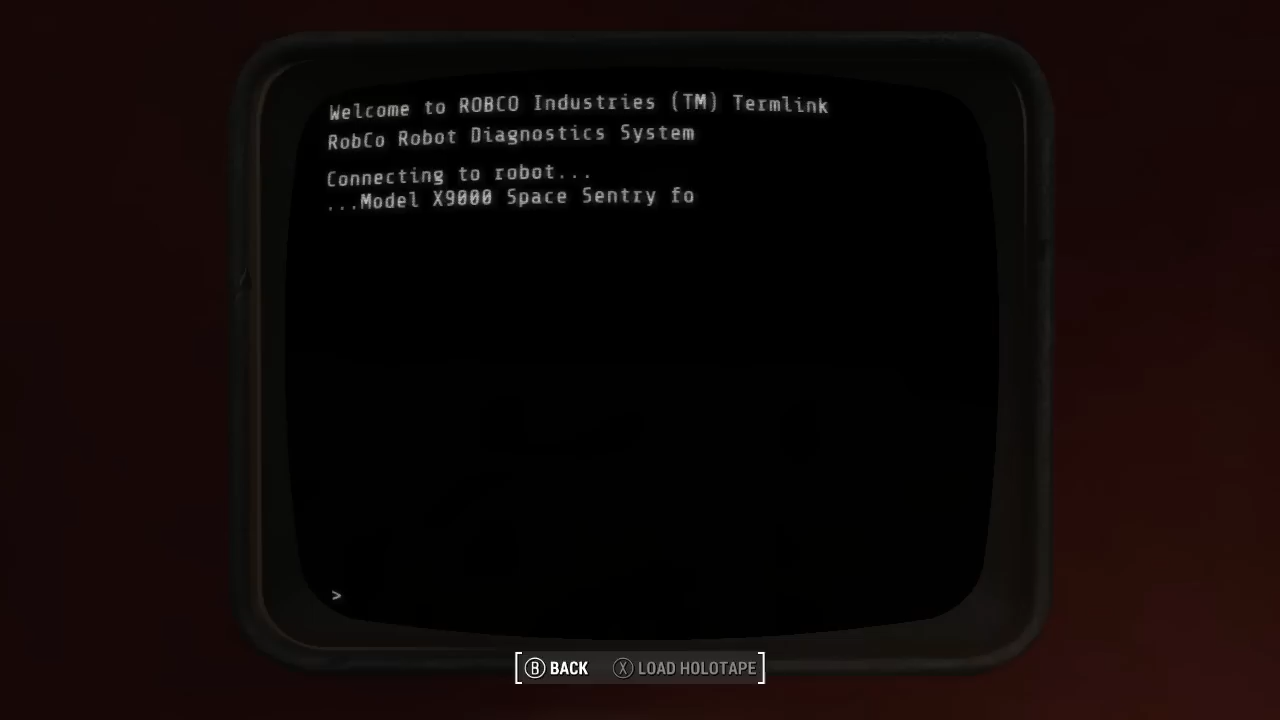 Welcome to ROBCO Industries (TM) Termlink
RobCo Robot Diagnostics System
Connecting to robot...
...Model X9000 Space Sentry fo
>
B BACK X LOAD HOLOTAPE